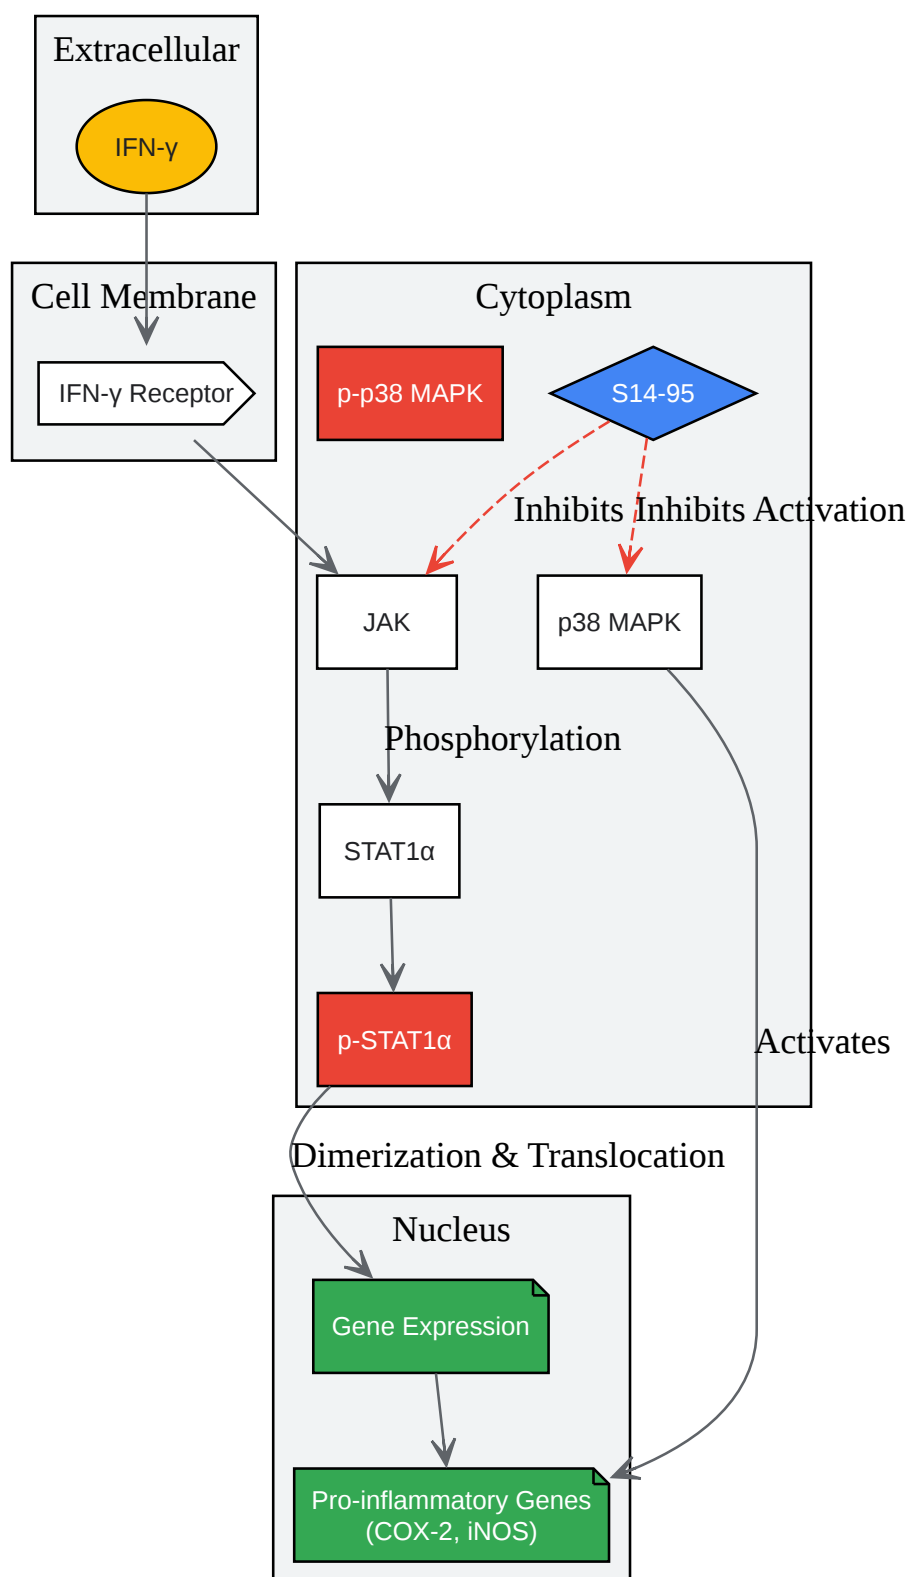 Extracellular
IFN-γ
Cell Membrane
IFN-γ Receptor
Cytoplasm
p-p38 MAPK
S14-95
Inhibits
Inhibits Activation
JAK
p38 MAPK
Phosphorylation
STAT1α
p-STAT1α
Activates
Dimerization & Translocation
Nucleus
Gene Expression
Pro-inflammatory Genes
(COX-2, iNOS)